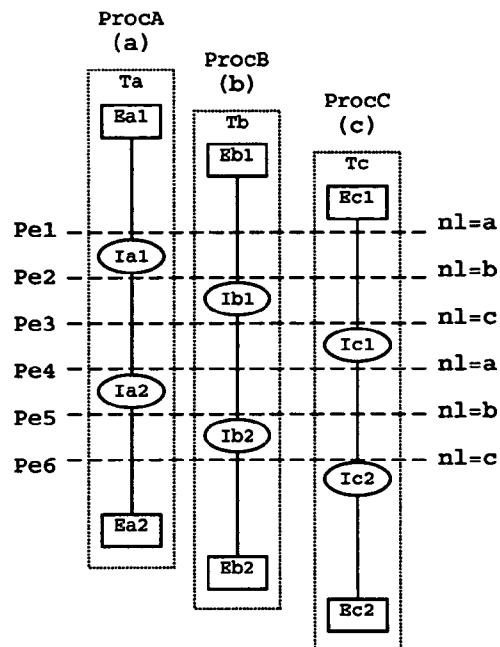 ProcA
(a)
ProcB
(b)
ProcC
(c)
Ta
Tb
Tc
Ea1
Eb1
Ec1
Pe1
nl=a
Ia1
Pe2
nl=b
Ib1
Pe3
nl=c
Ic1
Pe4
nl=a
Ia2
Pe5
nl=b
Ib2
Pe6
nl=c
Ic2
Ea2
Eb2
Ec2